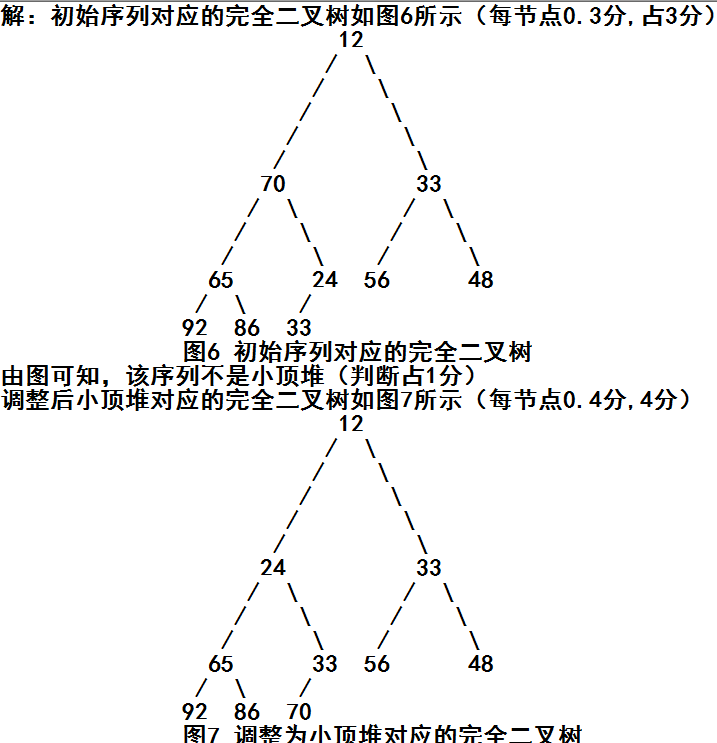 解：初始序列对应的完全二叉树如图6所示（每节点0.3分,占3分）
12
/ \
/ \
/ \
/ \
/ \
70 33
/ \ / \
/ \ / \
/ \ / \
65 24 56 48
/ \ /
92 86 33
图6 初始序列对应的完全二叉树
由图可知，该序列不是小顶堆（判断占1分）
调整后小顶堆对应的完全二叉树如图7所示（每节点0.4分,4分）
12
/ \
/ \
/ \
/ \
/ \
24 33
/ \ / \
/ \ / \
/ \ / \
65 33 56 48
/ \ /
92 86 70
图7 调整为小顶堆对应的完全二叉树